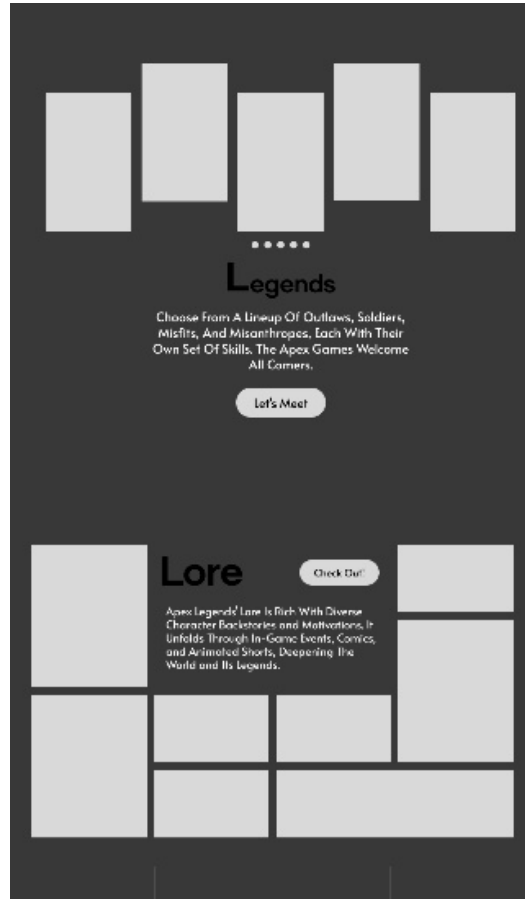 Legends
Choose From A Lineup Of Outlaws, Soldiers,
Misfits, And Misanthropes, Each With Their
Own Set Of Skills. The Apex Games Welcome
All Comers.
Let's Meet
Lore
Check Out!
Apex Legends' Lore Is Rich With Diverse
Character Backstories and Motivations. It
Unfolds Through In-Game Events, Comics,
and Animated Shorts, Deepening The
World and Its Legends.